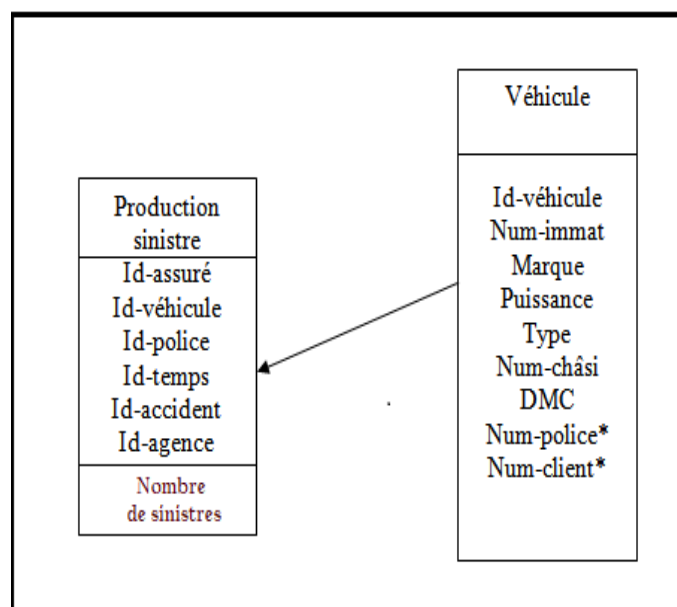 Production
sinistre
Id-assuré
Id-véhicule
Id-police
Id-temps
Id-accident
Id-agence
Nombre
de sinistres
Véhicule
Id-véhicule
Num-immat
Marque
Puissance
Type
Num-châsi
DMC
Num-police*
Num-client*